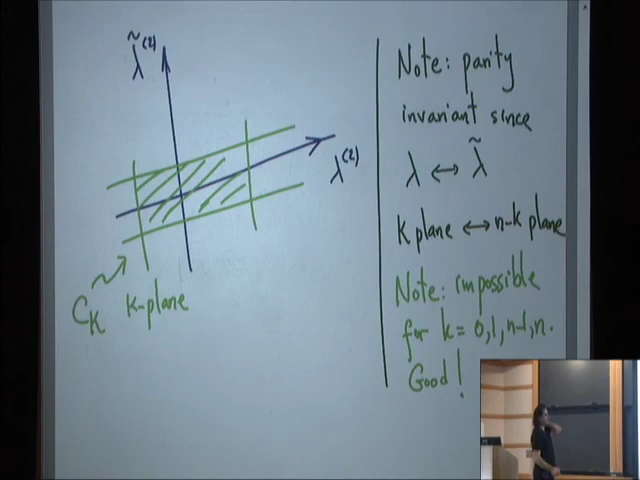 λ̃⁽²⁾
λ⁽²⁾
C_K K-plane
Note: parity
invariant since
λ ↔ λ̃
K plane ↔ n-k plane
Note: impossible
for k = 0, 1, n-1, n.
Good!